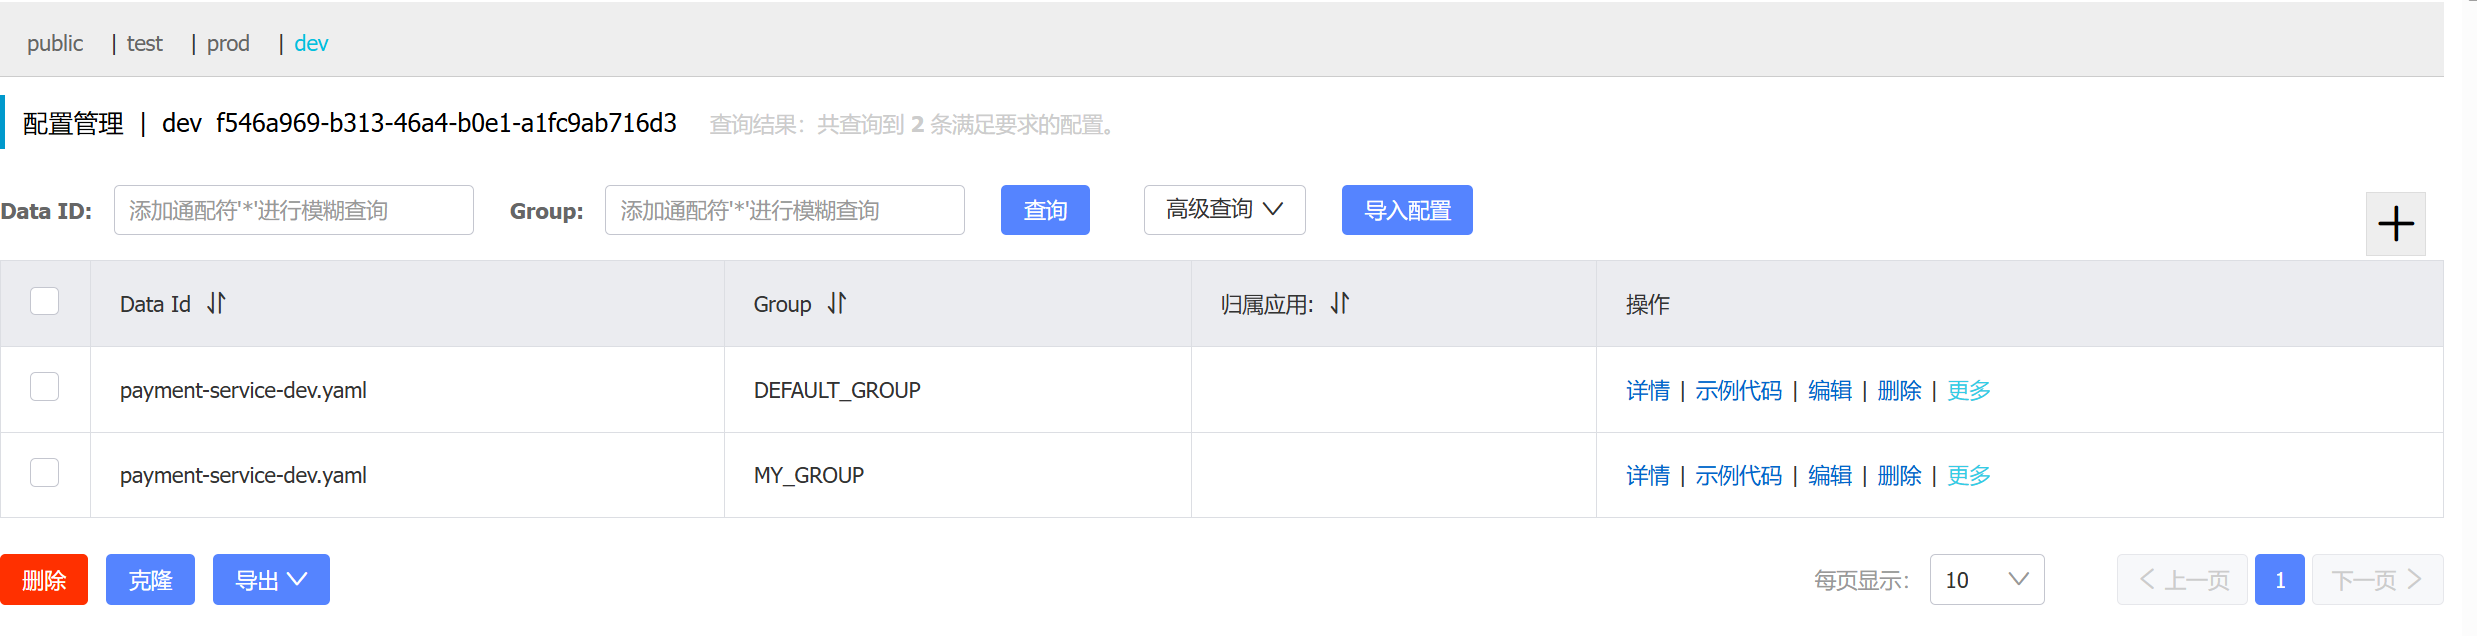 public | test | prod | dev
配置管理 | dev f546a969-b313-46a4-b0e1-a1fc9ab716d3 查询结果：共查询到 2 条满足要求的配置。
Data ID: 添加通配符'*'进行模糊查询 Group: 添加通配符'*'进行模糊查询 查询 高级查询 导入配置
Data Id Group 归属应用: 操作
payment-service-dev.yaml DEFAULT_GROUP 详情 | 示例代码 | 编辑 | 删除 | 更多
payment-service-dev.yaml MY_GROUP 详情 | 示例代码 | 编辑 | 删除 | 更多
删除 克隆 导出 每页显示: 10 上一页 1 下一页